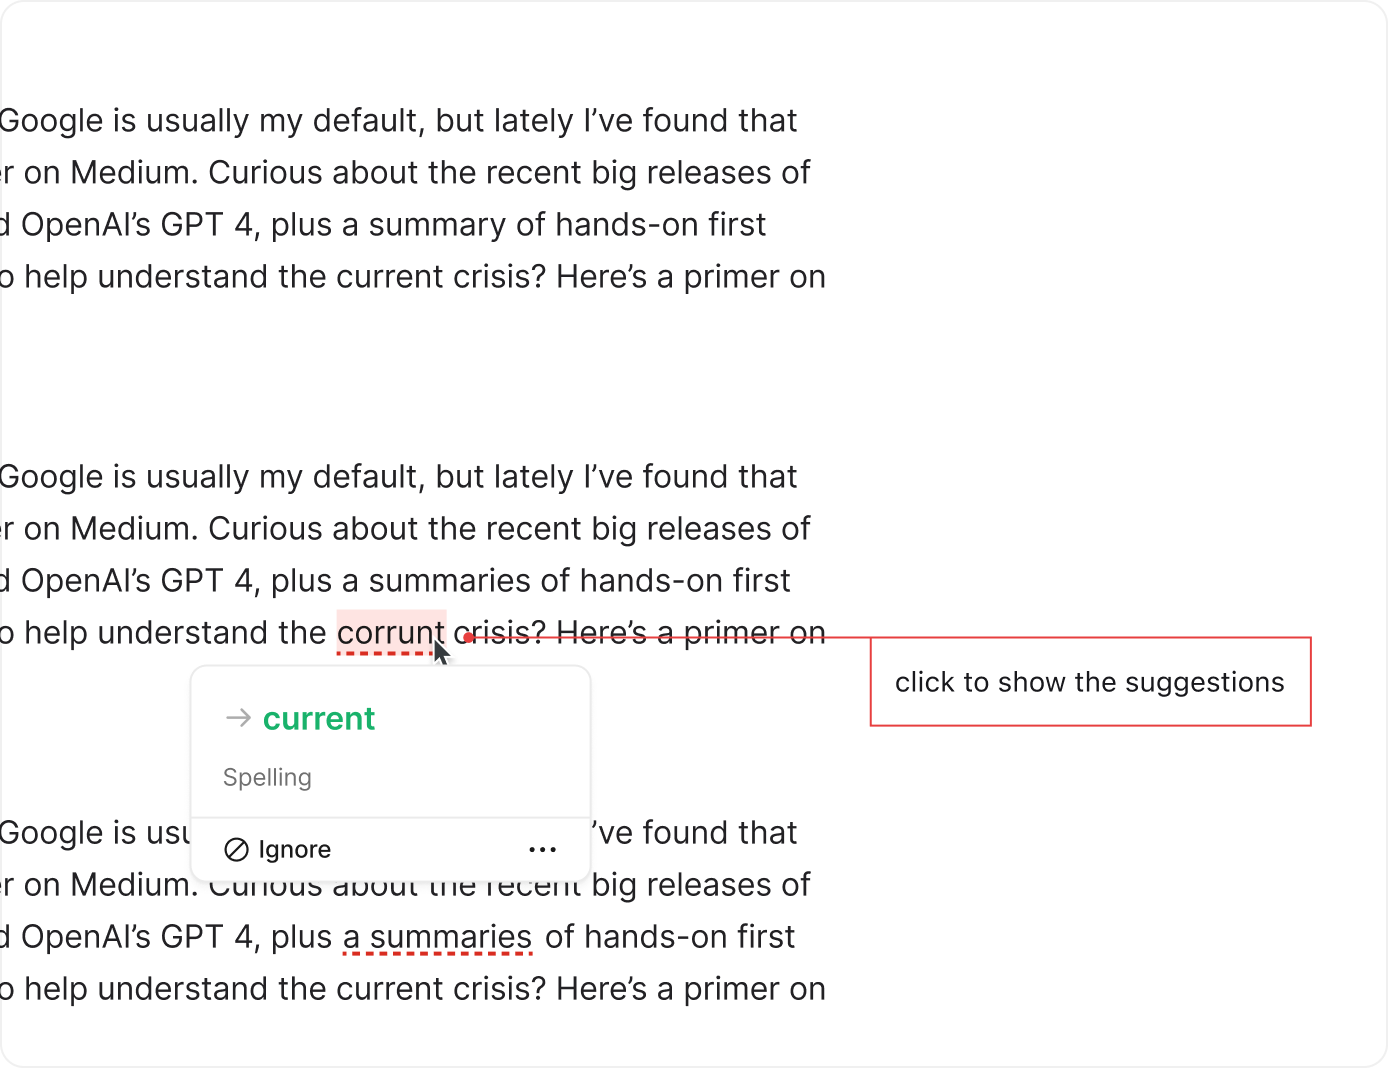 Google is usually my default, but lately I’ve found that
on Medium. Curious about the recent big releases of
OpenAI’s GPT 4, plus a summary of hands-on first
help understand the current crisis? Here’s a primer on
Google is usually my default, but lately I’ve found that
on Medium. Curious about the recent big releases of
OpenAI’s GPT 4, plus a summaries of hands-on first
help understand the corrunt crisis? Here’s a primer on
click to show the suggestions
→ current
Spelling
Ignore ...
Google is ’ve found that
on Medium. Curious about the recent big releases of
OpenAI’s GPT 4, plus a summaries of hands-on first
help understand the current crisis? Here’s a primer on